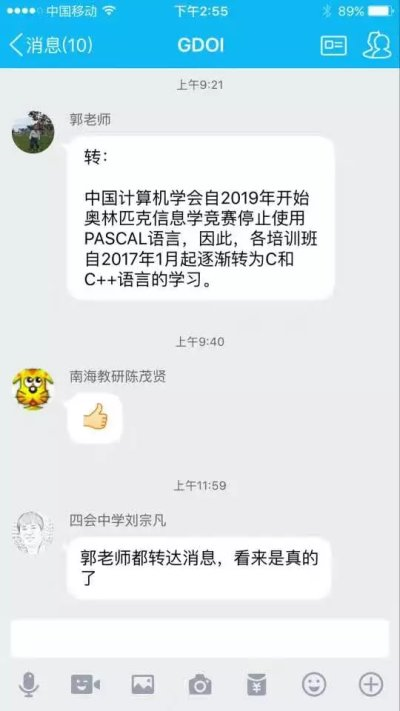 中国移动
下午2:55
89%
消息(10)
GDOI
上午9:21
郭老师
转：
中国计算机学会自2019年开始
奥林匹克信息学竞赛停止使用
PASCAL语言，因此，各培训班
自2017年1月起逐渐转为C和
C++语言的学习。
上午9:40
南海教研陈茂贤
上午11:59
四会中学刘宗凡
郭老师都转达消息，看来是真的
了